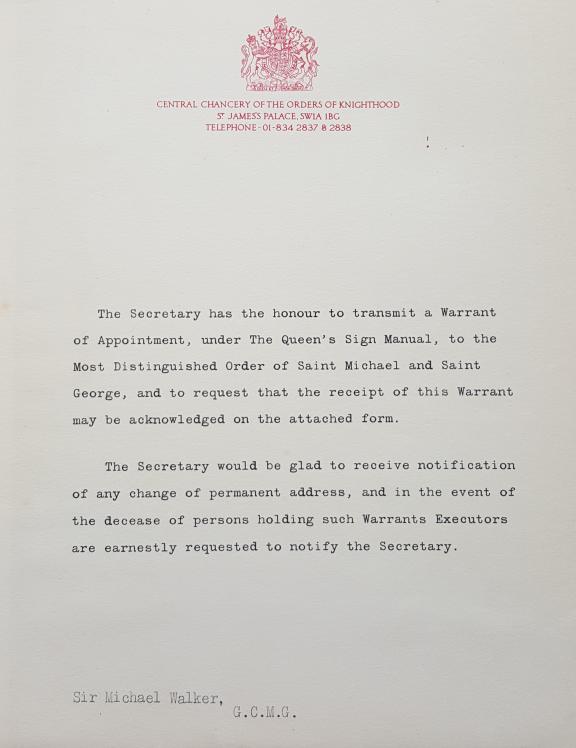 CENTRAL CHANCERY OF THE ORDERS OF KNIGHTHOOD
ST JAMES'S PALACE, SW1A 1BG
TELEPHONE-01-834 2837 & 2838
The Secretary has the honour to transmit a Warrant
of Appointment, under The Queen's Sign Manual, to the
Most Distinguished Order of Saint Michael and Saint
George, and to request that the receipt of this Warrant
may be acknowledged on the attached form.
The Secretary would be glad to receive notification
of any change of permanent address, and in the event of
the decease of persons holding such Warrants Executors
are earnestly requested to notify the Secretary.
Sir Michael Walker,
G.C.M.G.